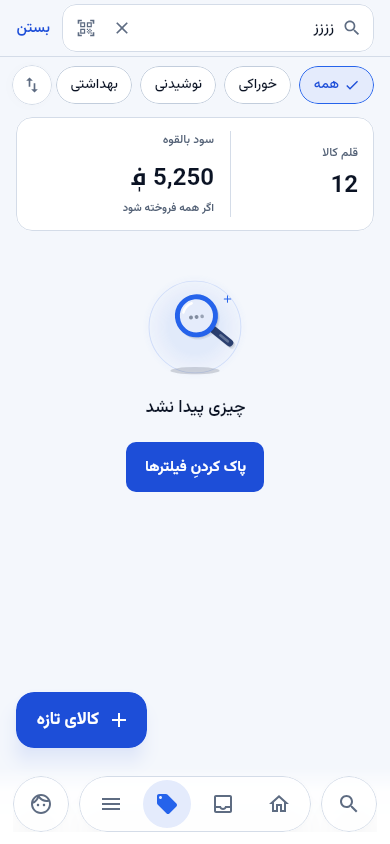 زززز
بستن
همه
خوراکی
نوشیدنی
بهداشتی
قلم کالا
12
سود بالقوه
5,250 ؋
اگر همه فروخته شود
چیزی پیدا نشد
پاک کردنِ فیلترها
کالای تازه